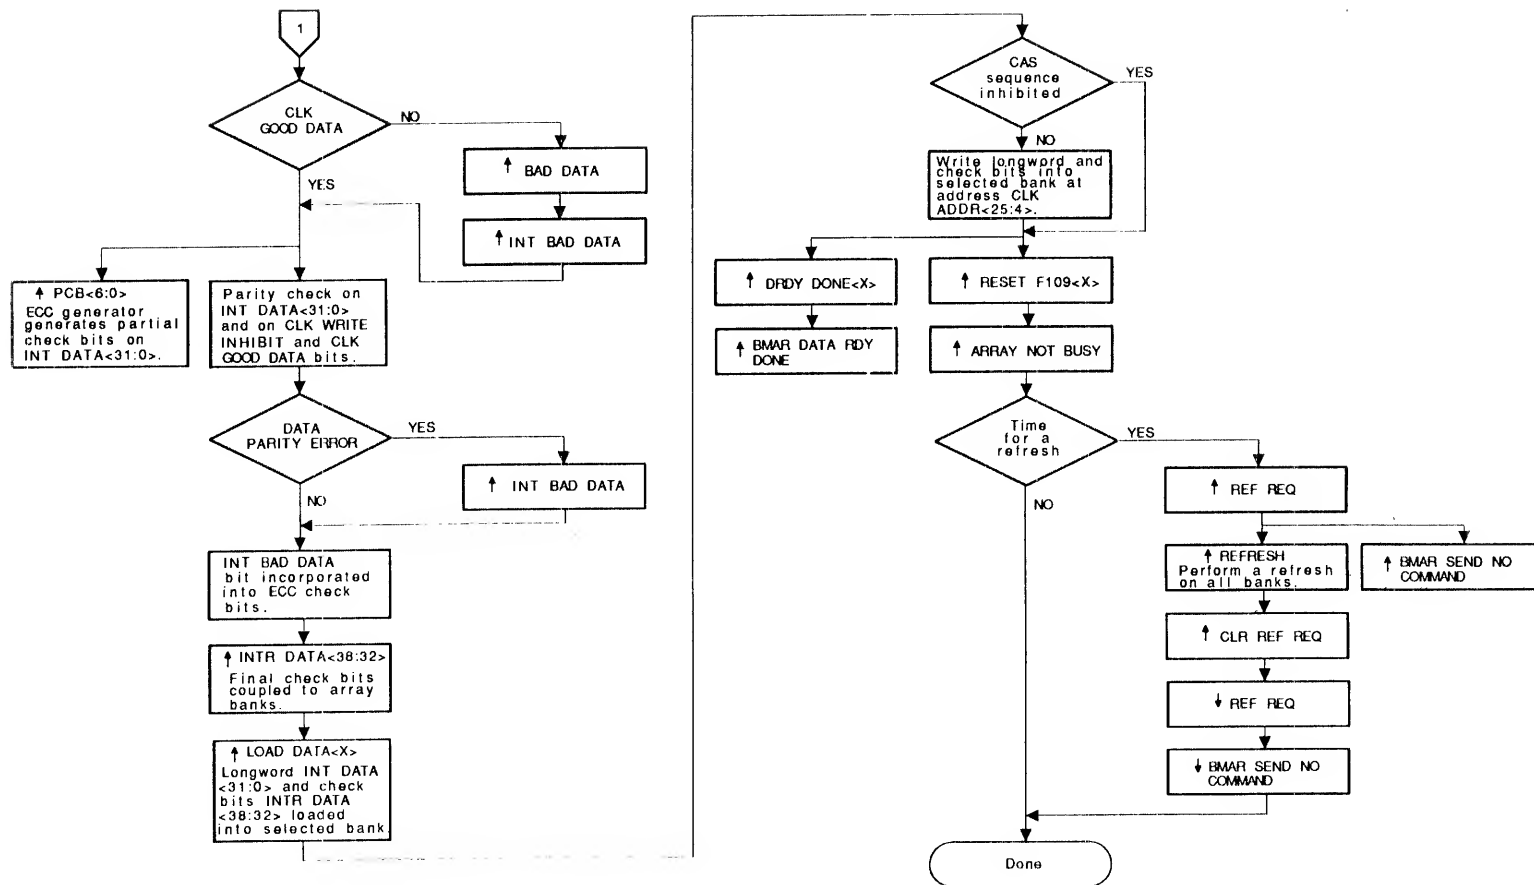 1
CLK
GOOD DATA
NO
↑ BAD DATA
YES
↑ INT BAD DATA
↑ PCB<6:0>
ECC generator
generates partial
check bits on
INT DATA<31:0>.
Parity check on
INT DATA<31:0>
and on CLK WRITE
INHIBIT and CLK
GOOD DATA bits.
DATA
PARITY ERROR
YES
↑ INT BAD DATA
NO
INT BAD DATA
bit incorporated
into ECC check
bits.
↑ INTR DATA<38:32>
Final check bits
coupled to array
banks.
↑ LOAD DATA<X>
Longword INT DATA
<31:0> and check
bits INTR DATA
<38:32> loaded
into selected bank.
CAS
sequence
inhibited
YES
NO
Write longword and
check bits into
selected bank at
address CLK
ADDR<25:4>.
↑ DRDY DONE<X>
↑ BMAR DATA RDY
DONE
↑ RESET F109<X>
↑ ARRAY NOT BUSY
Time
for a
refresh
YES
NO
↑ REF REQ
↑ REFRESH
Perform a refresh
on all banks.
↑ BMAR SEND NO
COMMAND
↑ CLR REF REQ
↓ REF REQ
↓ BMAR SEND NO
COMMAND
Done